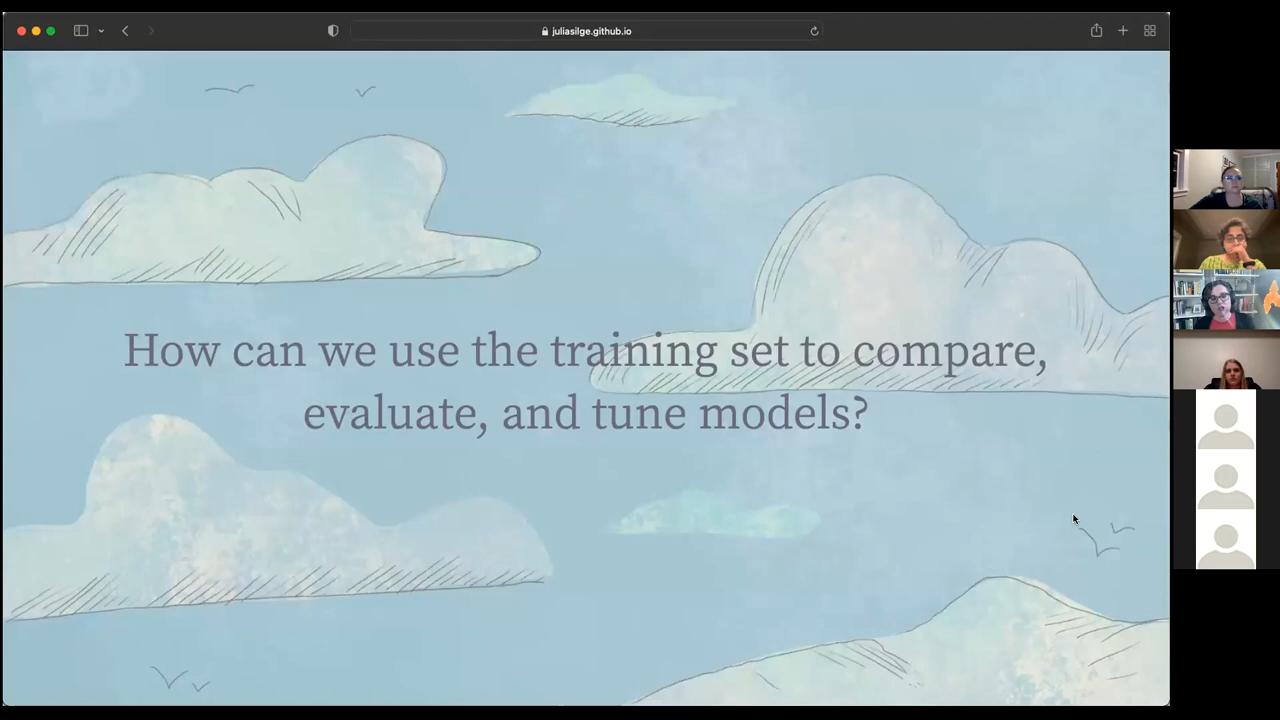 juliasilge.github.io
How can we use the training set to compare,
evaluate, and tune models?